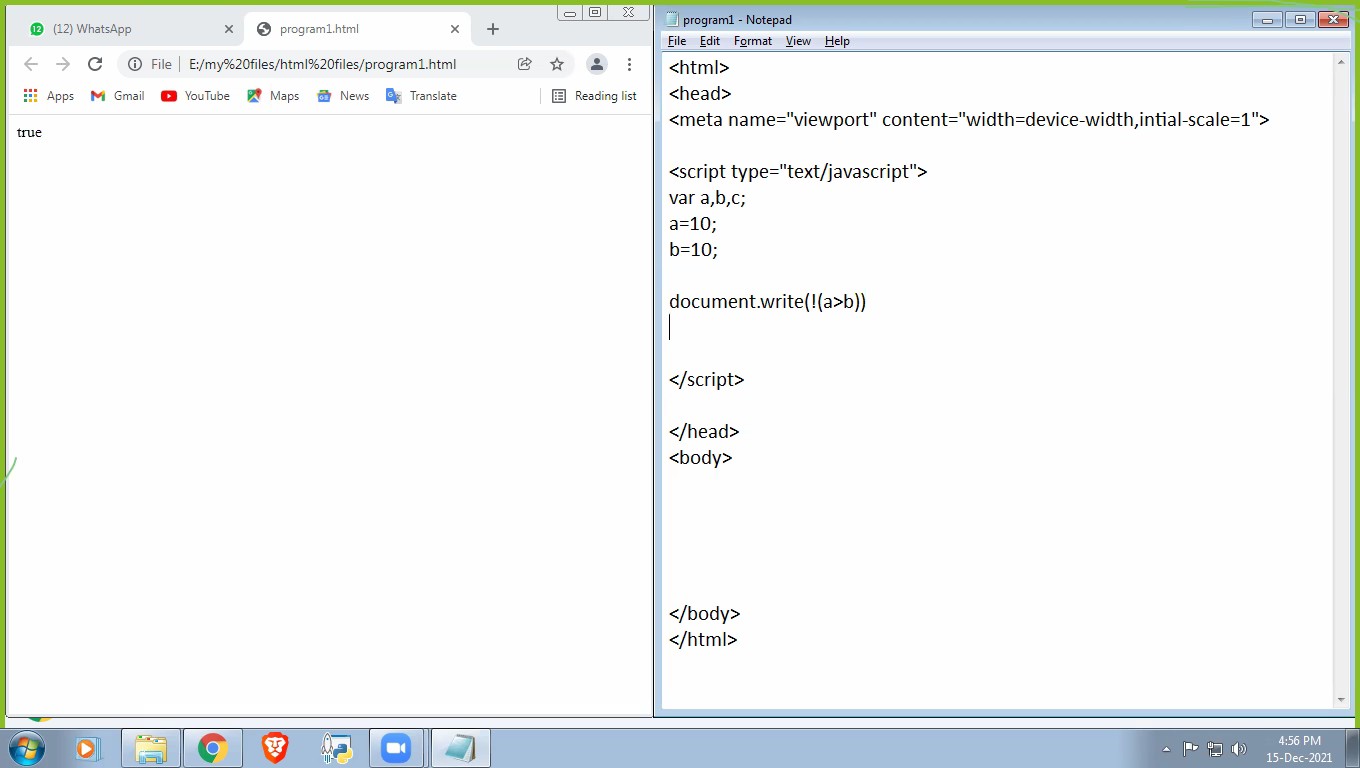 (12) WhatsApp
program1.html
File
E:/my%20files/html%20files/program1.html
Apps
Gmail
YouTube
Maps
News
Translate
Reading list
true
program1 - Notepad
File Edit Format View Help
<html>
<head>
<meta name="viewport" content="width=device-width,intial-scale=1">
<script type="text/javascript">
var a,b,c;
a=10;
b=10;
document.write(!(a>b))
</script>
</head>
<body>
</body>
</html>
4:56 PM
15-Dec-2021